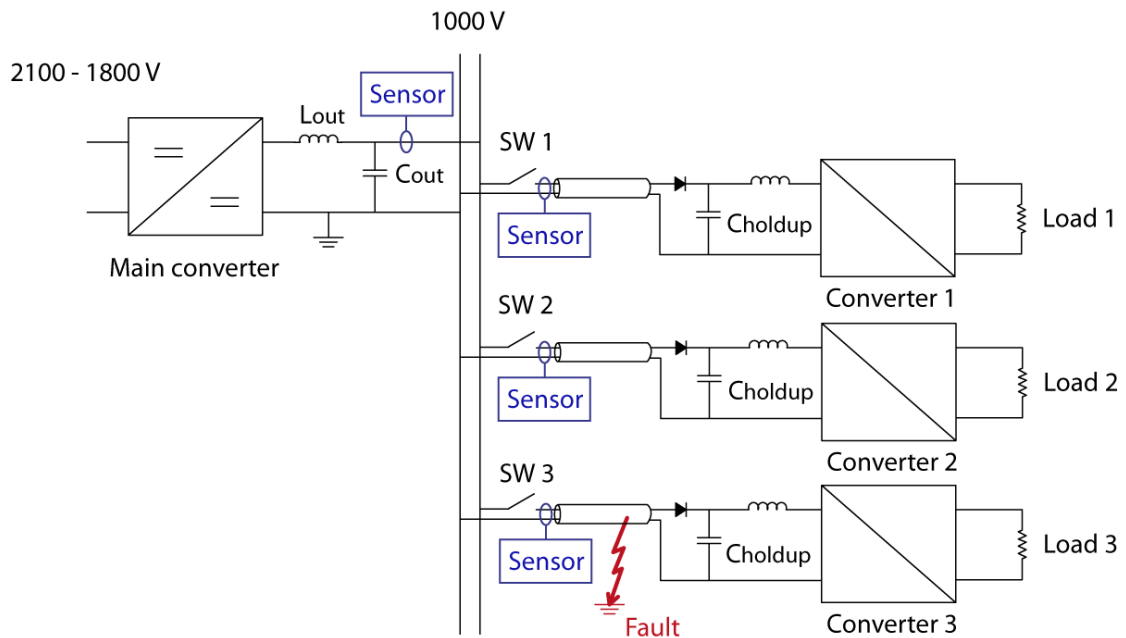 1000 V
2100 - 1800 V
Sensor
Lout
Cout
Main converter
SW 1
Sensor
Choldup
Load 1
Converter 1
SW 2
Sensor
Choldup
Load 2
Converter 2
SW 3
Sensor
Choldup
Load 3
Converter 3
Fault